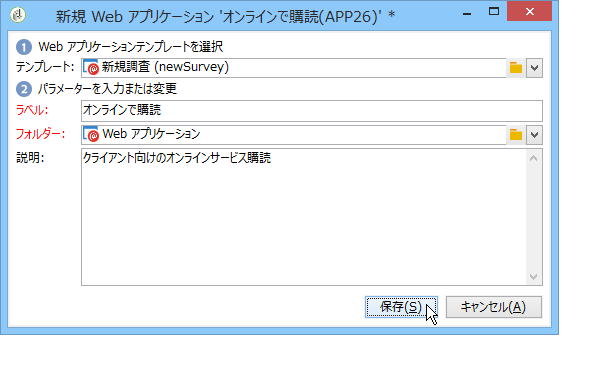 新規 Web アプリケーション 'オンラインで購読(APP26)' *
1 Web アプリケーションテンプレートを選択
テンプレート: 新規調査 (newSurvey)
2 パラメーターを入力または変更
ラベル: オンラインで購読
フォルダー: Web アプリケーション
説明: クライアント向けのオンラインサービス購読
保存(S) キャンセル(A)